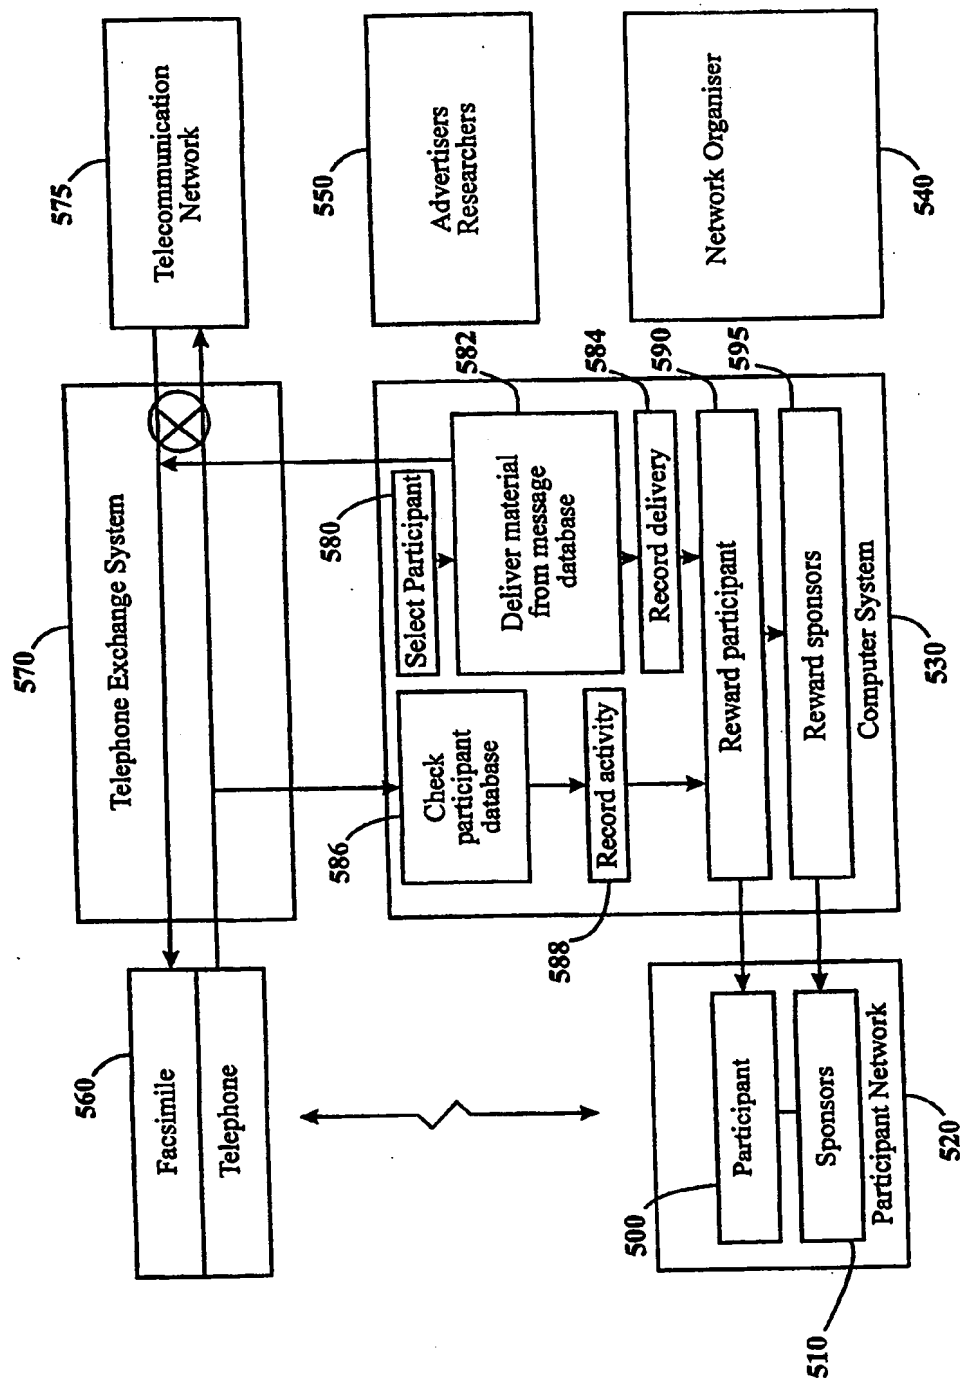 560
Facsimile
Telephone
570
Telephone Exchange System
575
Telecommunication
Network
500
Participant
Sponsors
Participant Network
510
520
586
Check
participant
database
588
Record activity
580
Select Participant
582
Deliver material
from message
database
584
Record delivery
590
Reward participant
595
Reward sponsors
Computer System
530
550
Advertisers
Researchers
Network Organiser
540